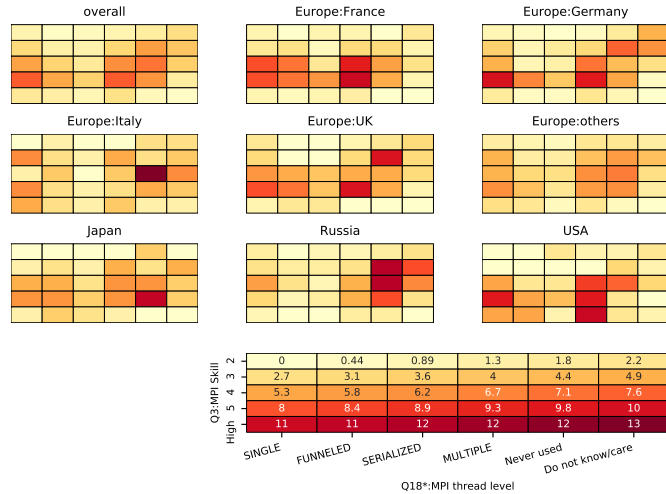 overall Europe:France Europe:Germany
Europe:Italy Europe:UK Europe:others
Japan Russia USA
Q3:MPI Skill
2 0 0.44 0.89 1.3 1.8 2.2
3 2.7 3.1 3.6 4 4.4 4.9
4 5.3 5.8 6.2 6.7 7.1 7.6
5 8 8.4 8.9 9.3 9.8 10
High 11 11 12 12 12 13
SINGLE FUNNELED SERIALIZED MULTIPLE Never used Do not know/care
Q18*:MPI thread level